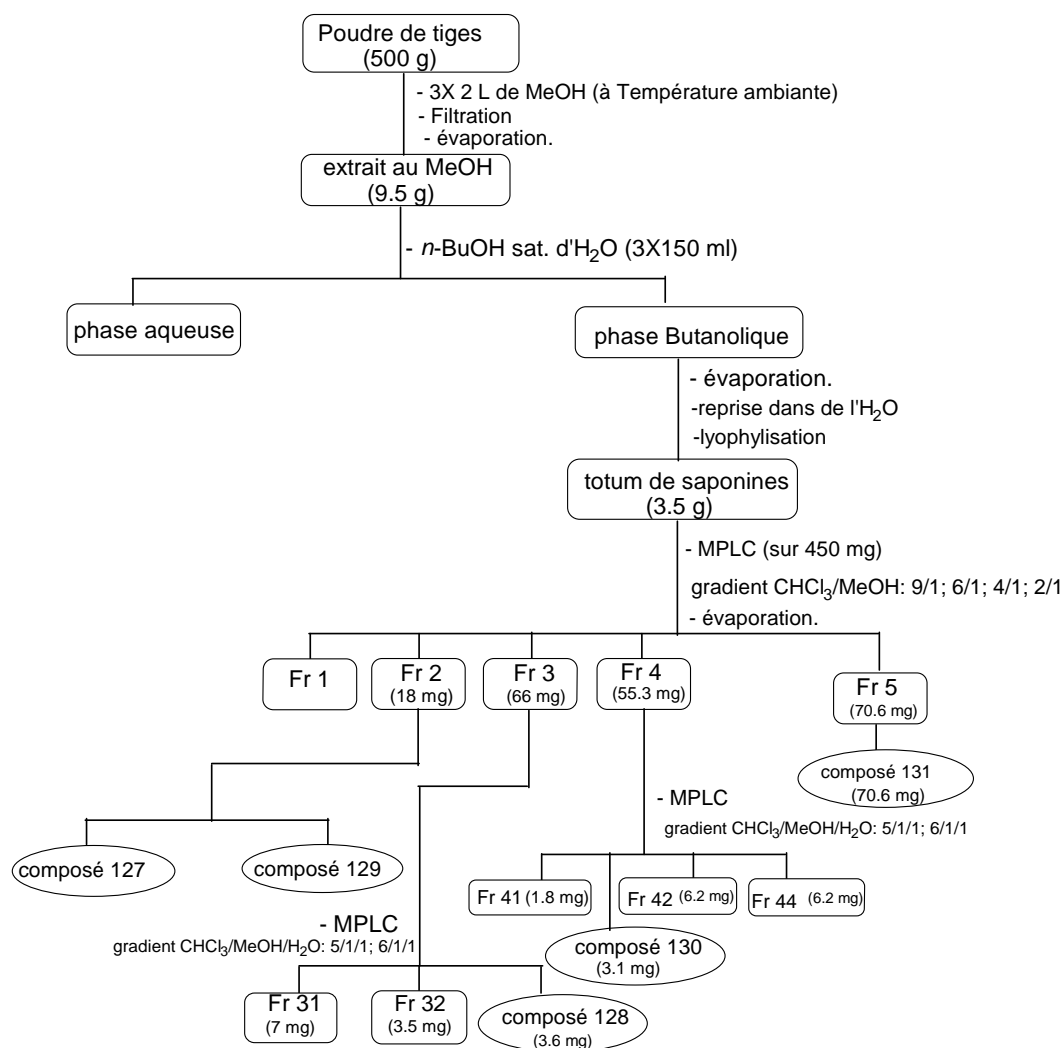 Poudre de tiges
(500 g)
- 3X 2 L de MeOH (à Température ambiante)
- Filtration
- évaporation.
extrait au MeOH
(9.5 g)
- n-BuOH sat. d'H2O (3X150 ml)
phase aqueuse
phase Butanolique
- évaporation.
-reprise dans de l'H2O
-lyophylisation
totum de saponines
(3.5 g)
- MPLC (sur 450 mg)
gradient CHCl3/MeOH: 9/1; 6/1; 4/1; 2/1
- évaporation.
Fr 1
Fr 2
(18 mg)
Fr 3
(66 mg)
Fr 4
(55.3 mg)
Fr 5
(70.6 mg)
composé 131
(70.6 mg)
- MPLC
gradient CHCl3/MeOH/H2O: 5/1/1; 6/1/1
composé 127
composé 129
Fr 41 (1.8 mg)
Fr 42 (6.2 mg)
Fr 44 (6.2 mg)
composé 130
(3.1 mg)
- MPLC
gradient CHCl3/MeOH/H2O: 5/1/1; 6/1/1
Fr 31
(7 mg)
Fr 32
(3.5 mg)
composé 128
(3.6 mg)